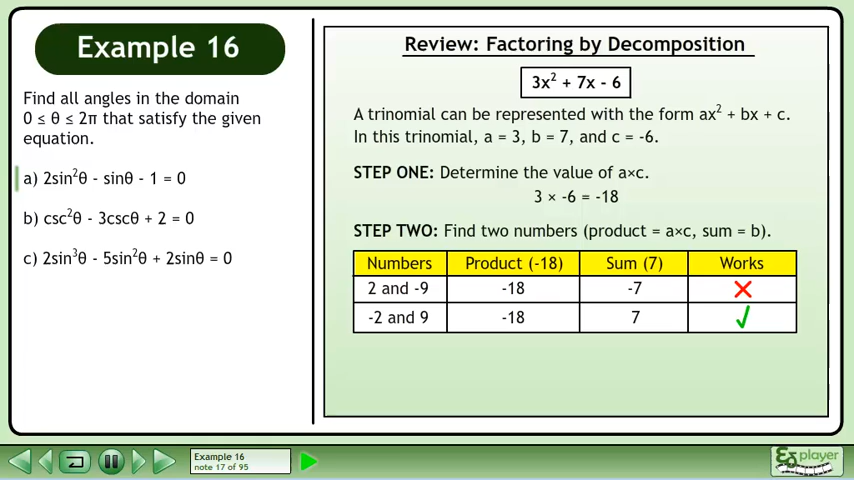 Example 16
Find all angles in the domain
0 ≤ θ ≤ 2π that satisfy the given
equation.
a) 2sin²θ - sinθ - 1 = 0
b) csc²θ - 3cscθ + 2 = 0
c) 2sin³θ - 5sin²θ + 2sinθ = 0
Review: Factoring by Decomposition
3x² + 7x - 6
A trinomial can be represented with the form ax² + bx + c.
In this trinomial, a = 3, b = 7, and c = -6.
STEP ONE: Determine the value of a×c.
3 × -6 = -18
STEP TWO: Find two numbers (product = a×c, sum = b).
Numbers Product (-18) Sum (7) Works
2 and -9 -18 -7 ✗
-2 and 9 -18 7 ✓
Example 16
note 17 of 95
player